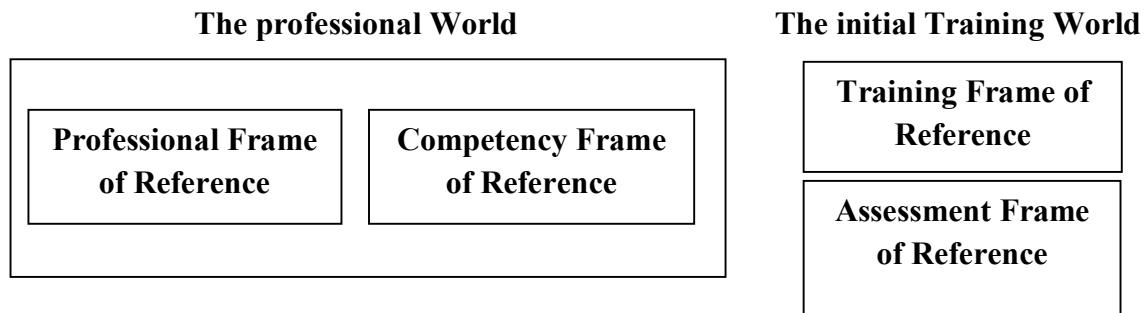 The professional World
The initial Training World
Professional Frame
of Reference
Competency Frame
of Reference
Training Frame of
Reference
Assessment Frame
of Reference